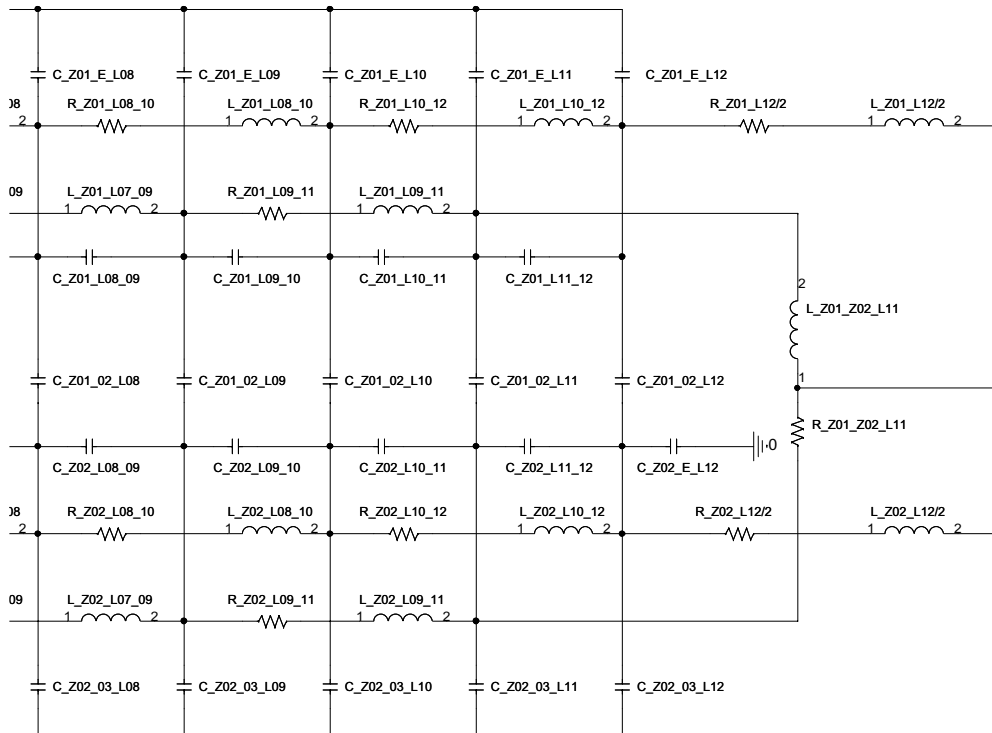 C_Z01_E_L08 C_Z01_E_L09 C_Z01_E_L10 C_Z01_E_L11 C_Z01_E_L12
08 R_Z01_L08_10 L_Z01_L08_10 R_Z01_L10_12 L_Z01_L10_12 R_Z01_L12/2 L_Z01_L12/2
2 1 2 1 2 1 2
09 L_Z01_L07_09 R_Z01_L09_11 L_Z01_L09_11
1 2 1 2
C_Z01_L08_09 C_Z01_L09_10 C_Z01_L10_11 C_Z01_L11_12
2
L_Z01_Z02_L11
1
C_Z01_02_L08 C_Z01_02_L09 C_Z01_02_L10 C_Z01_02_L11 C_Z01_02_L12
R_Z01_Z02_L11
0
C_Z02_L08_09 C_Z02_L09_10 C_Z02_L10_11 C_Z02_L11_12 C_Z02_E_L12
08 R_Z02_L08_10 L_Z02_L08_10 R_Z02_L10_12 L_Z02_L10_12 R_Z02_L12/2 L_Z02_L12/2
2 1 2 1 2 1 2
09 L_Z02_L07_09 R_Z02_L09_11 L_Z02_L09_11
1 2 1 2
C_Z02_03_L08 C_Z02_03_L09 C_Z02_03_L10 C_Z02_03_L11 C_Z02_03_L12